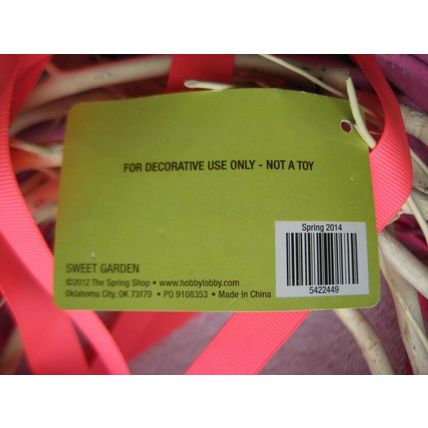 FOR DECORATIVE USE ONLY - NOT A TOY
Spring 2014
5422449
SWEET GARDEN
©2012 The Spring Shop • www.hobbylobby.com •
Oklahoma City, OK 73179 • PO 9108353 • Made in China